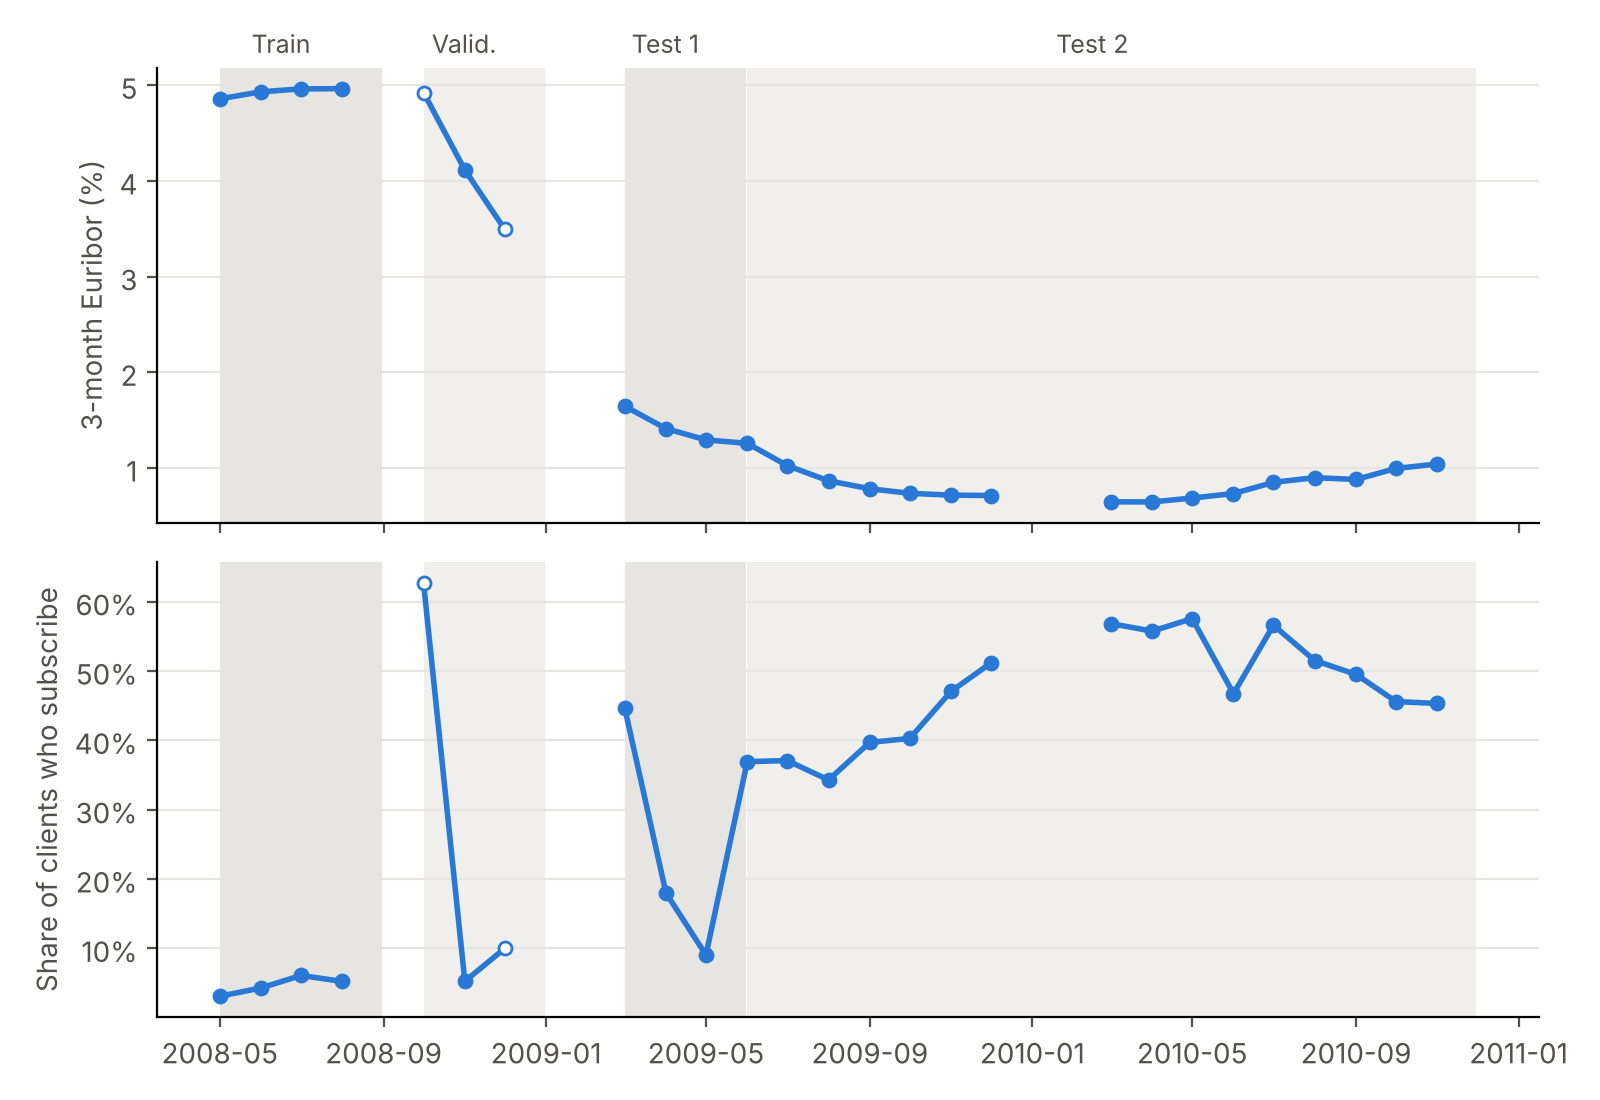 Train Valid. Test 1 Test 2
5
4
3
2
1
3-month Euribor (%)
60%
50%
40%
30%
20%
10%
Share of clients who subscribe
2008-05 2008-09 2009-01 2009-05 2009-09 2010-01 2010-05 2010-09 2011-01